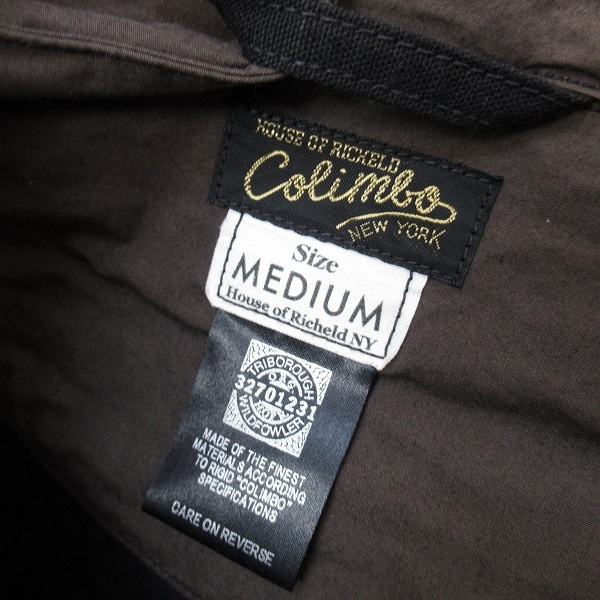 HOUSE OF RICHELD
Colimbo
NEW YORK
Size
MEDIUM
House of Richeld NY
TRIBOROUGH
32701231
WILDFOWLER
MADE OF THE FINEST
MATERIALS ACCORDING
TO RIGID "COLIMBO"
SPECIFICATIONS
CARE ON REVERSE